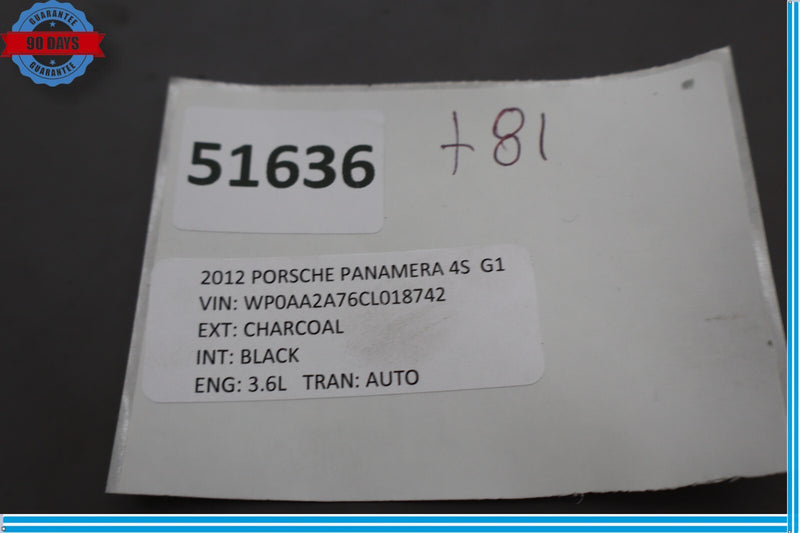 GUARANTEE
90 DAYS
GUARANTEE
51636
+81
2012 PORSCHE PANAMERA 4S G1
VIN: WP0AA2A76CL018742
EXT: CHARCOAL
INT: BLACK
ENG: 3.6L TRAN: AUTO